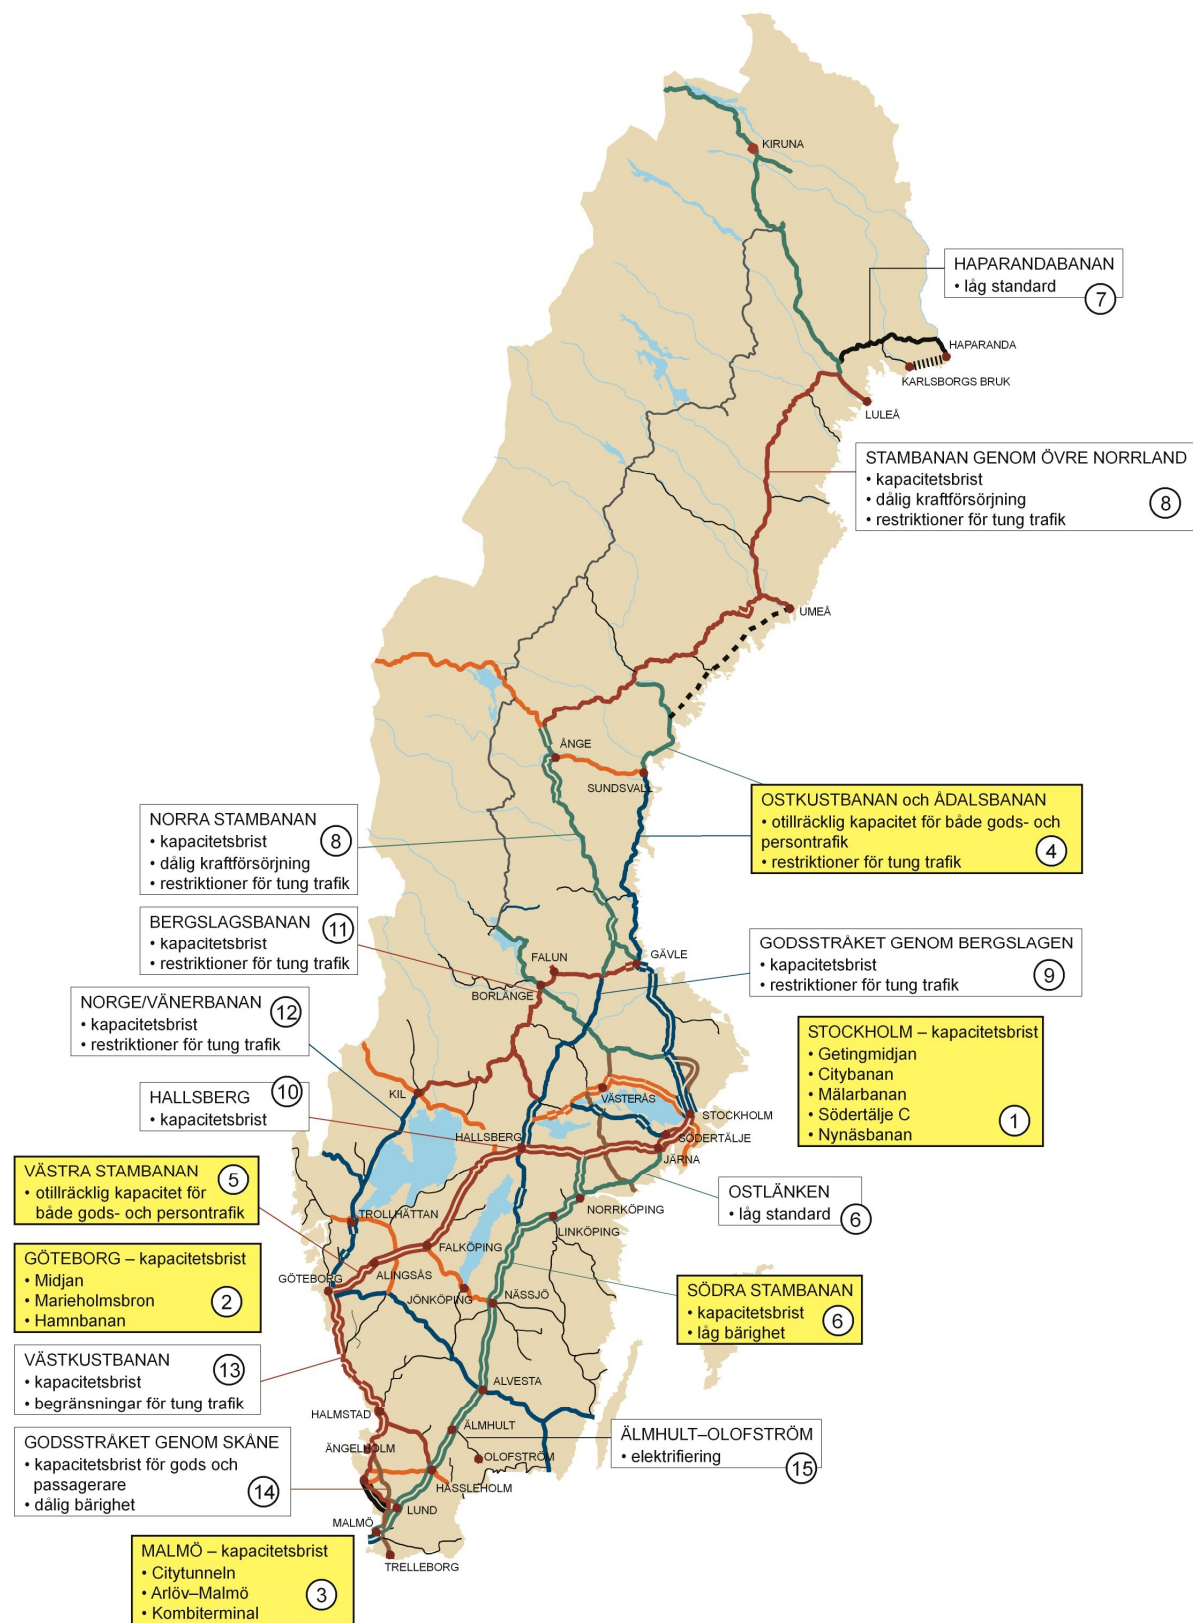 KIRUNA
HAPARANDABANAN
• låg standard
7
HAPARANDA
KARLSBORGS BRUK
LULEÅ
STAMBANAN GENOM ÖVRE NORRLAND
• kapacitetsbrist
• dålig kraftförsörjning
• restriktioner för tung trafik
8
UMEÅ
ÅNGE
SUNDSVALL
OSTKUSTBANAN och ÅDALSBANAN
• otillräcklig kapacitet för både gods- och
persontrafik
• restriktioner för tung trafik
4
NORRA STAMBANAN
• kapacitetsbrist
• dålig kraftförsörjning
• restriktioner för tung trafik
8
BERGSLAGSBANAN
• kapacitetsbrist
• restriktioner för tung trafik
11
FALUN
GÄVLE
BORLÄNGE
GODSSTRÅKET GENOM BERGSLAGEN
• kapacitetsbrist
• restriktioner för tung trafik
9
NORGE/VÄNERBANAN
• kapacitetsbrist
• restriktioner för tung trafik
12
STOCKHOLM – kapacitetsbrist
• Getingmidjan
• Citybanan
• Mälarbanan
• Södertälje C
• Nynäsbanan
1
HALLSBERG
• kapacitetsbrist
10
KIL
VÄSTERÅS
STOCKHOLM
HALLSBERG
SÖDERTÄLJE
JÄRNA
VÄSTRA STAMBANAN
• otillräcklig kapacitet för
både gods- och persontrafik
5
OSTLÄNKEN
• låg standard
6
TROLLHÄTTAN
NORRKÖPING
LINKÖPING
FALKÖPING
GÖTEBORG – kapacitetsbrist
• Midjan
• Marieholmsbron
• Hamnbanan
2
GÖTEBORG
ALINGSÅS
JÖNKÖPING
NÄSSJÖ
SÖDRA STAMBANAN
• kapacitetsbrist
• låg bärighet
6
VÄSTKUSTBANAN
• kapacitetsbrist
• begränsningar för tung trafik
13
ALVESTA
HALMSTAD
ÄLMHULT
ÄLMHULT–OLOFSTRÖM
• elektrifiering
15
GODSSTRÅKET GENOM SKÅNE
• kapacitetsbrist för gods och
passagerare
• dålig bärighet
14
ÄNGELHOLM
OLOFSTRÖM
HÄSSLEHOLM
LUND
MALMÖ
TRELLEBORG
MALMÖ – kapacitetsbrist
• Citytunneln
• Arlöv–Malmö
• Kombiterminal
3